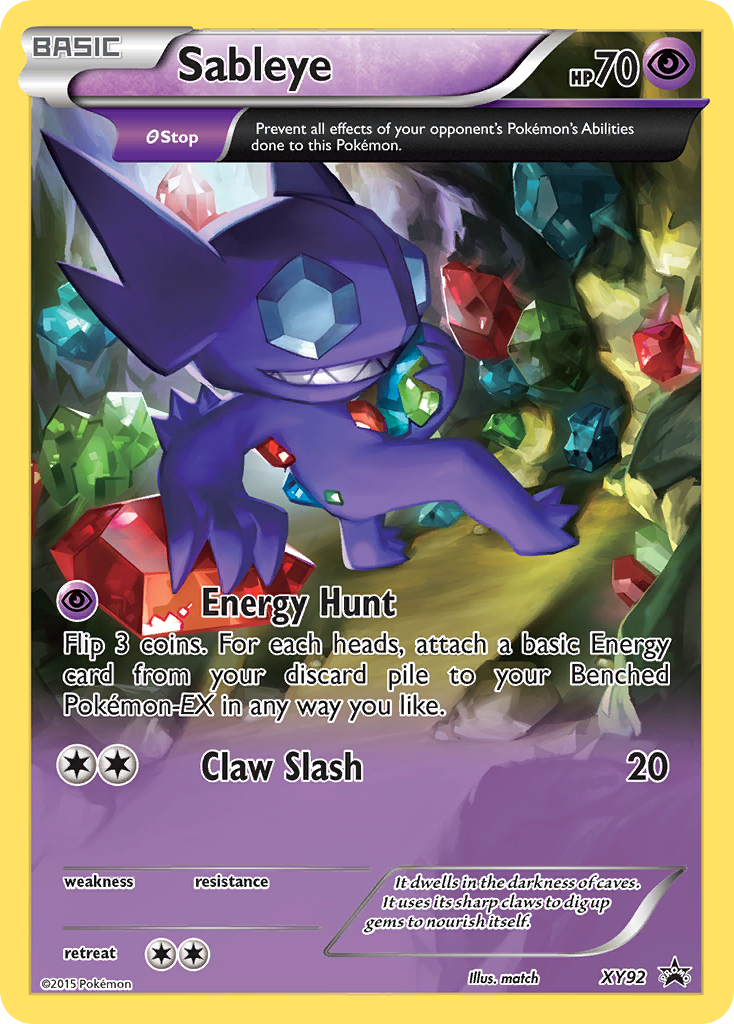 BASIC
Sableye
HP70
θStop
Prevent all effects of your opponent's Pokémon's Abilities
done to this Pokémon.
Energy Hunt
Flip 3 coins. For each heads, attach a basic Energy
card from your discard pile to your Benched
Pokémon-EX in any way you like.
Claw Slash 20
weakness resistance
It dwells in the darkness of caves.
It uses its sharp claws to dig up
gems to nourish itself.
retreat
©2015 Pokémon
Illus. match
XY92
PROMO